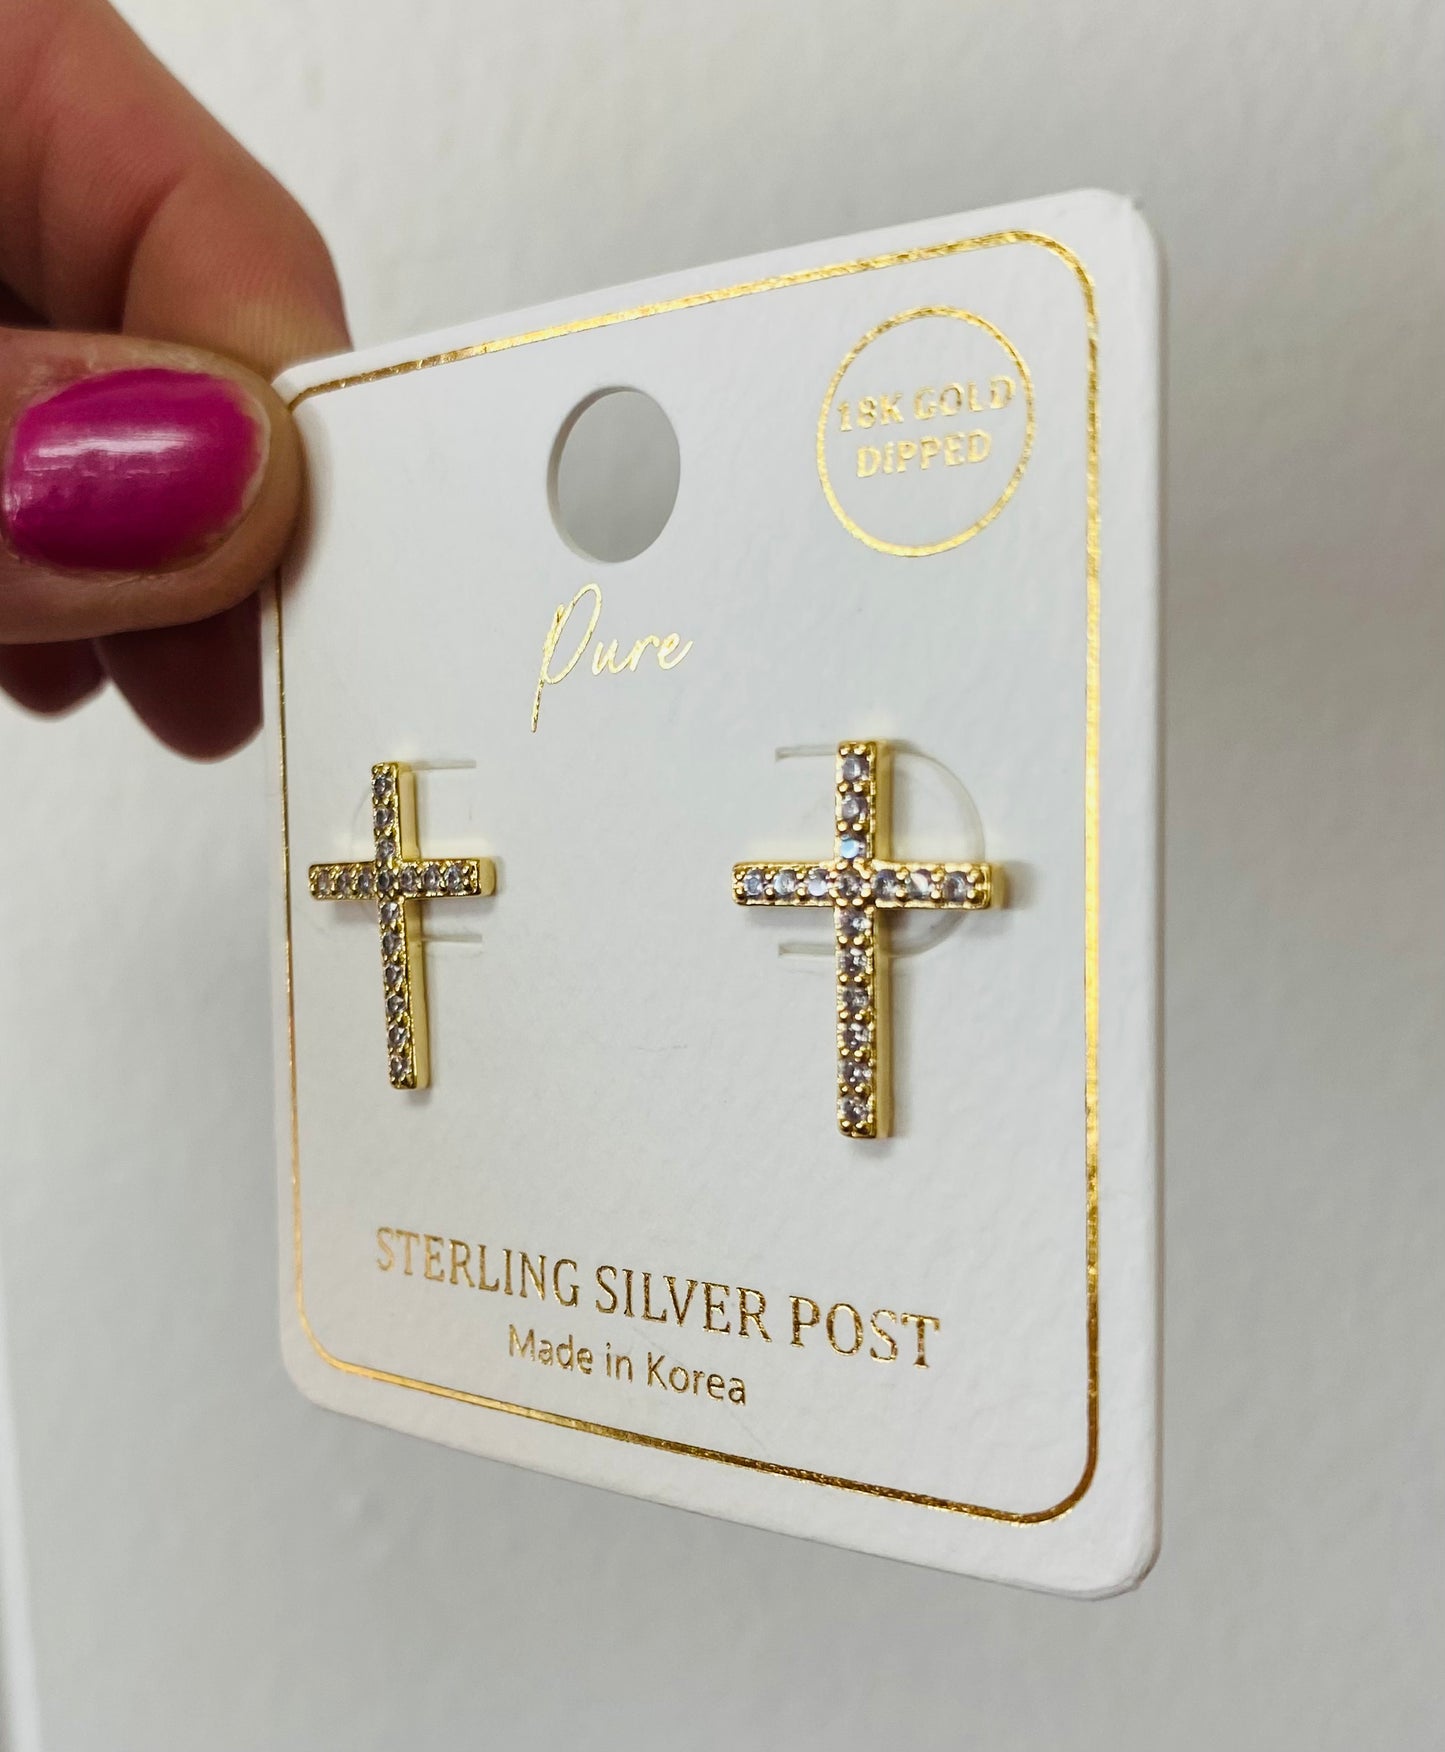 18K GOLD
DiPPED
Pure
STERLING SILVER POST
Made in Korea